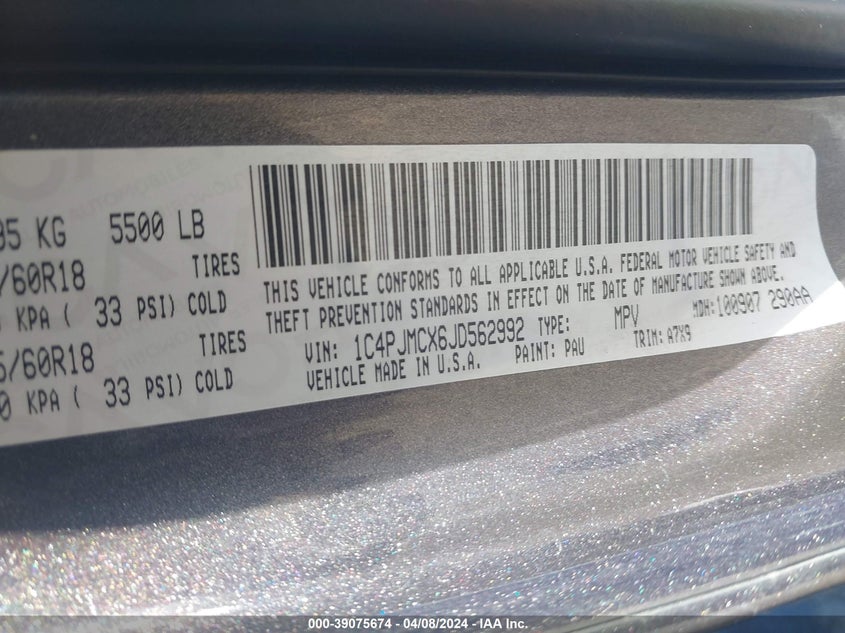 95 KG 5500 LB
/60R18 TIRES
KPA ( 33 PSI) COLD
5/60R18 TIRES
0 KPA ( 33 PSI) COLD
THIS VEHICLE CONFORMS TO ALL APPLICABLE U.S.A. FEDERAL MOTOR VEHICLE SAFETY AND
THEFT PREVENTION STANDARDS IN EFFECT ON THE DATE OF MANUFACTURE SHOWN ABOVE.
VIN: 1C4PJMCX6JD562992 TYPE: MPV MDH:100907 290AA
VEHICLE MADE IN U.S.A. PAINT: PAU TRIM: A7X9
000-39075674 / 04/08/2024 / IAA Inc.